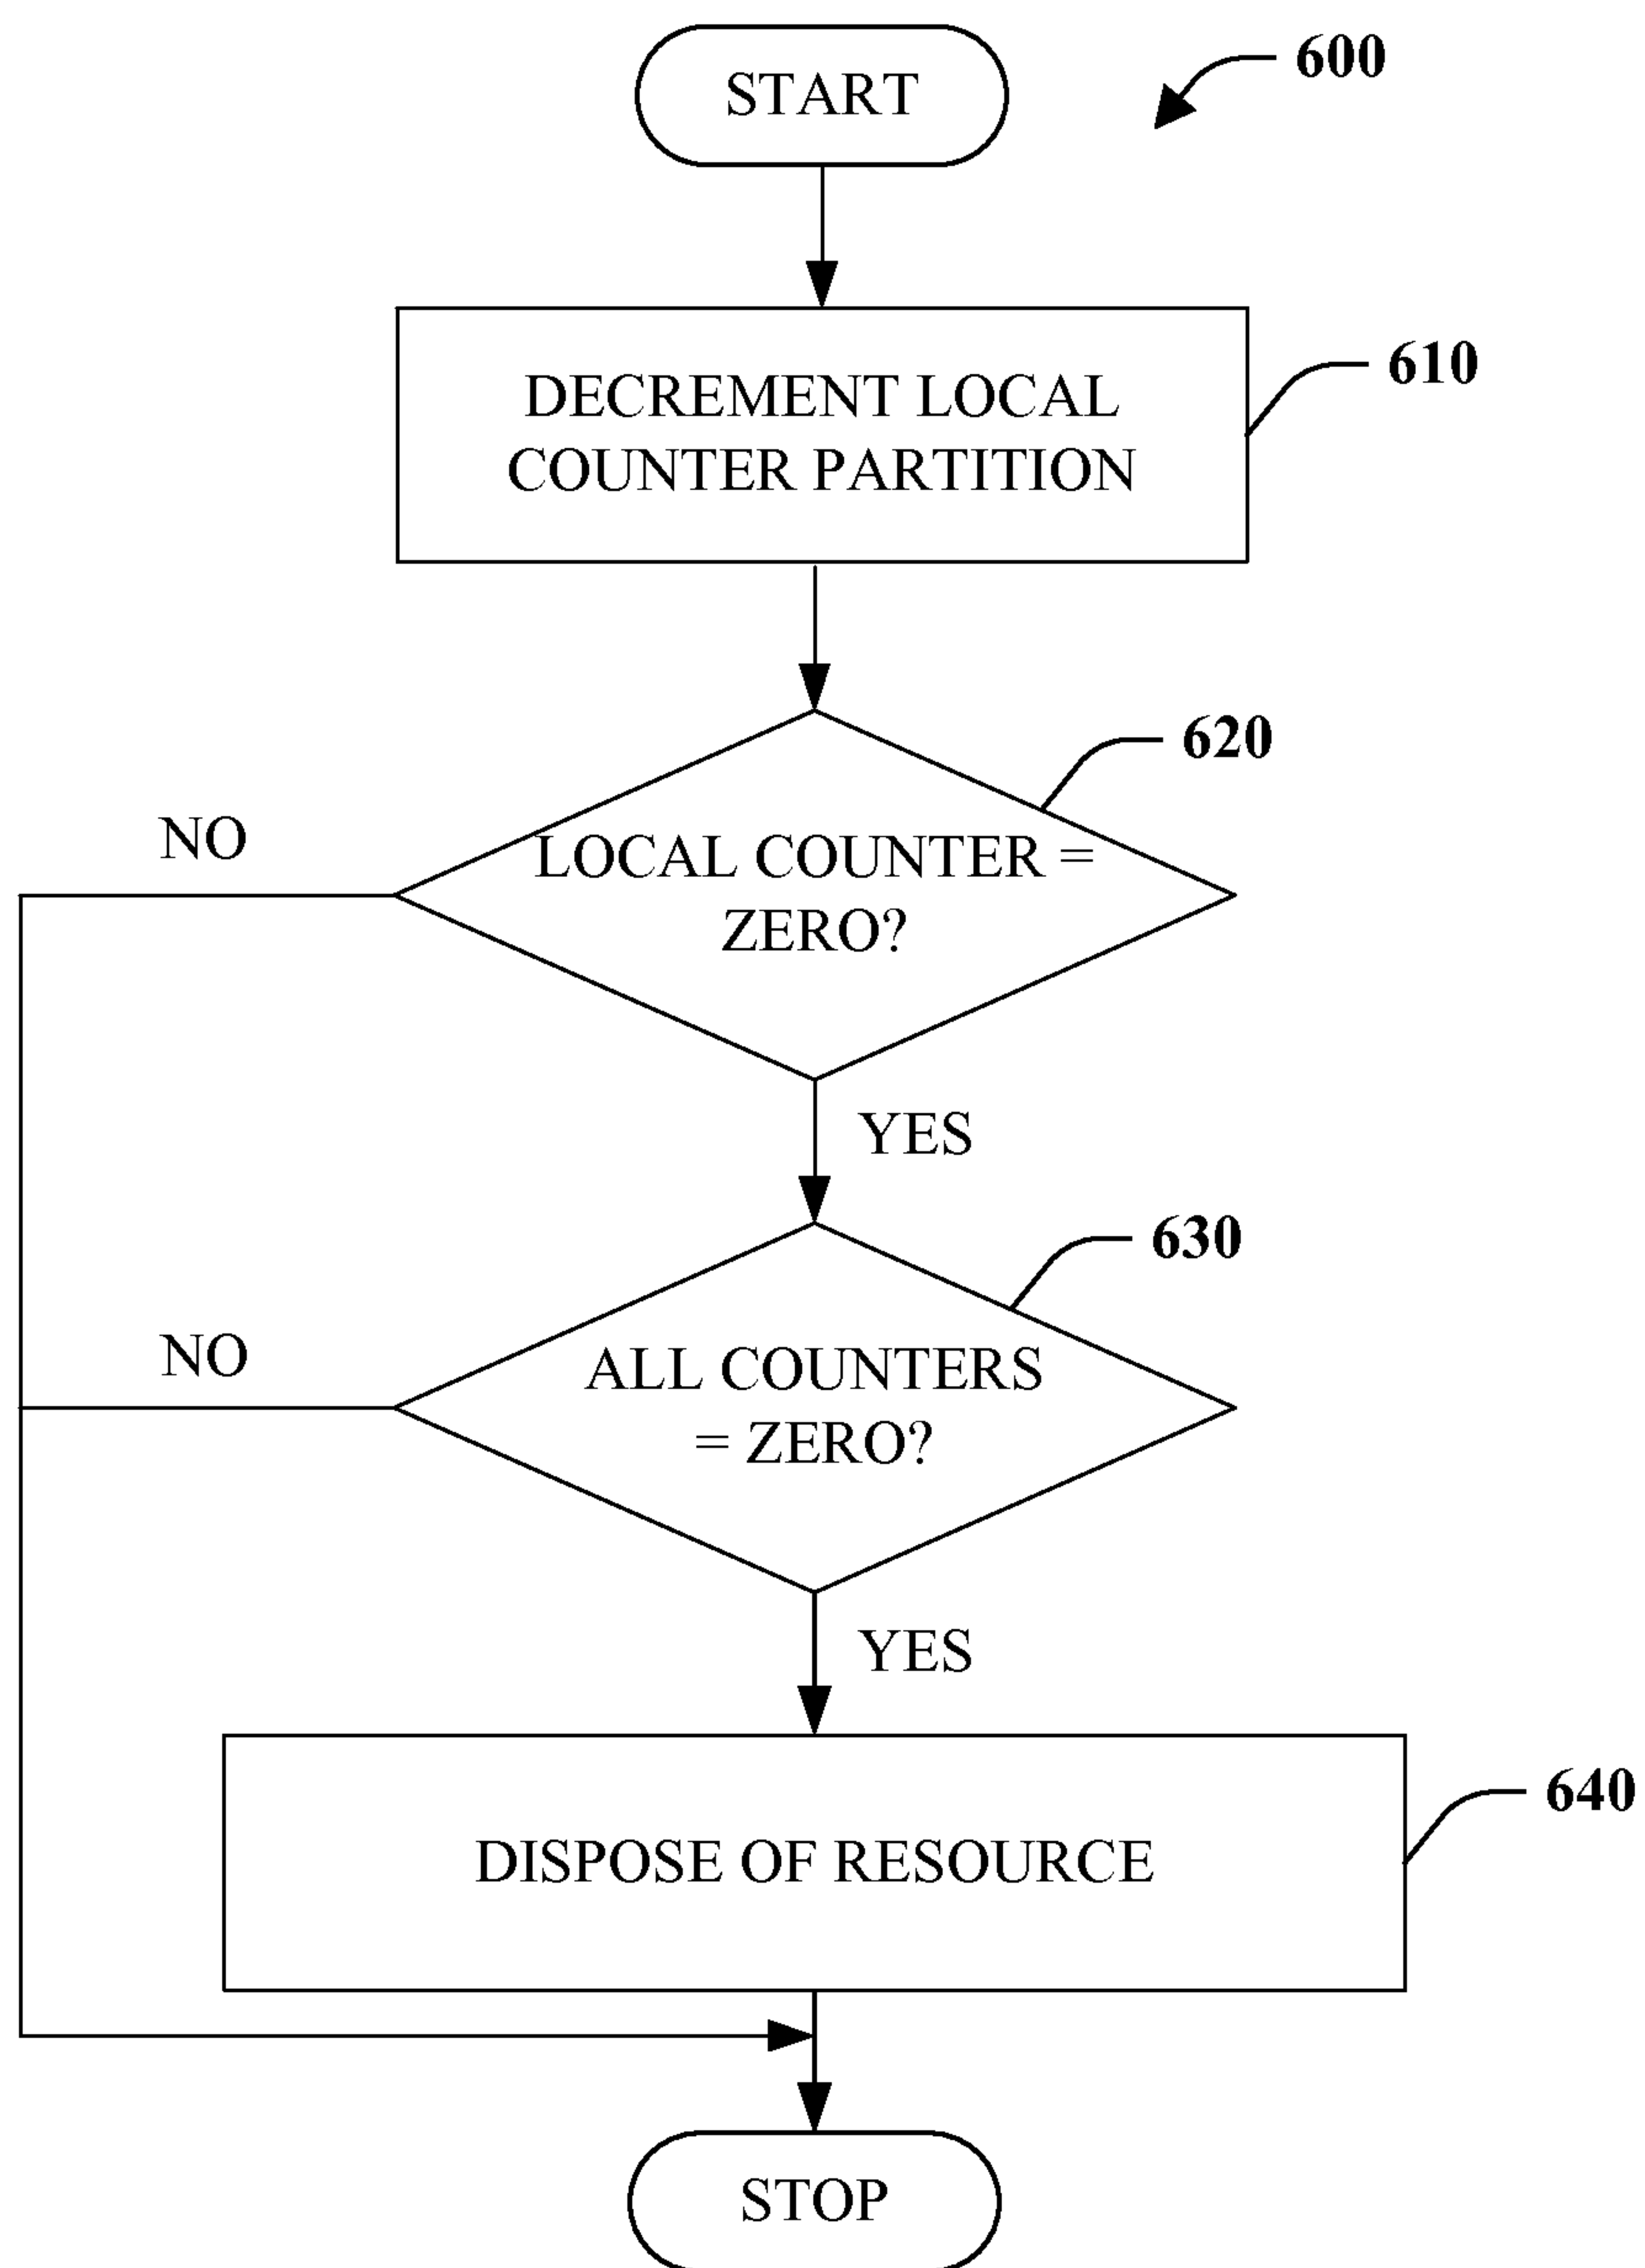 START
600
DECREMENT LOCAL
COUNTER PARTITION
610
620
NO
LOCAL COUNTER =
ZERO?
YES
630
NO
ALL COUNTERS
= ZERO?
YES
640
DISPOSE OF RESOURCE
STOP